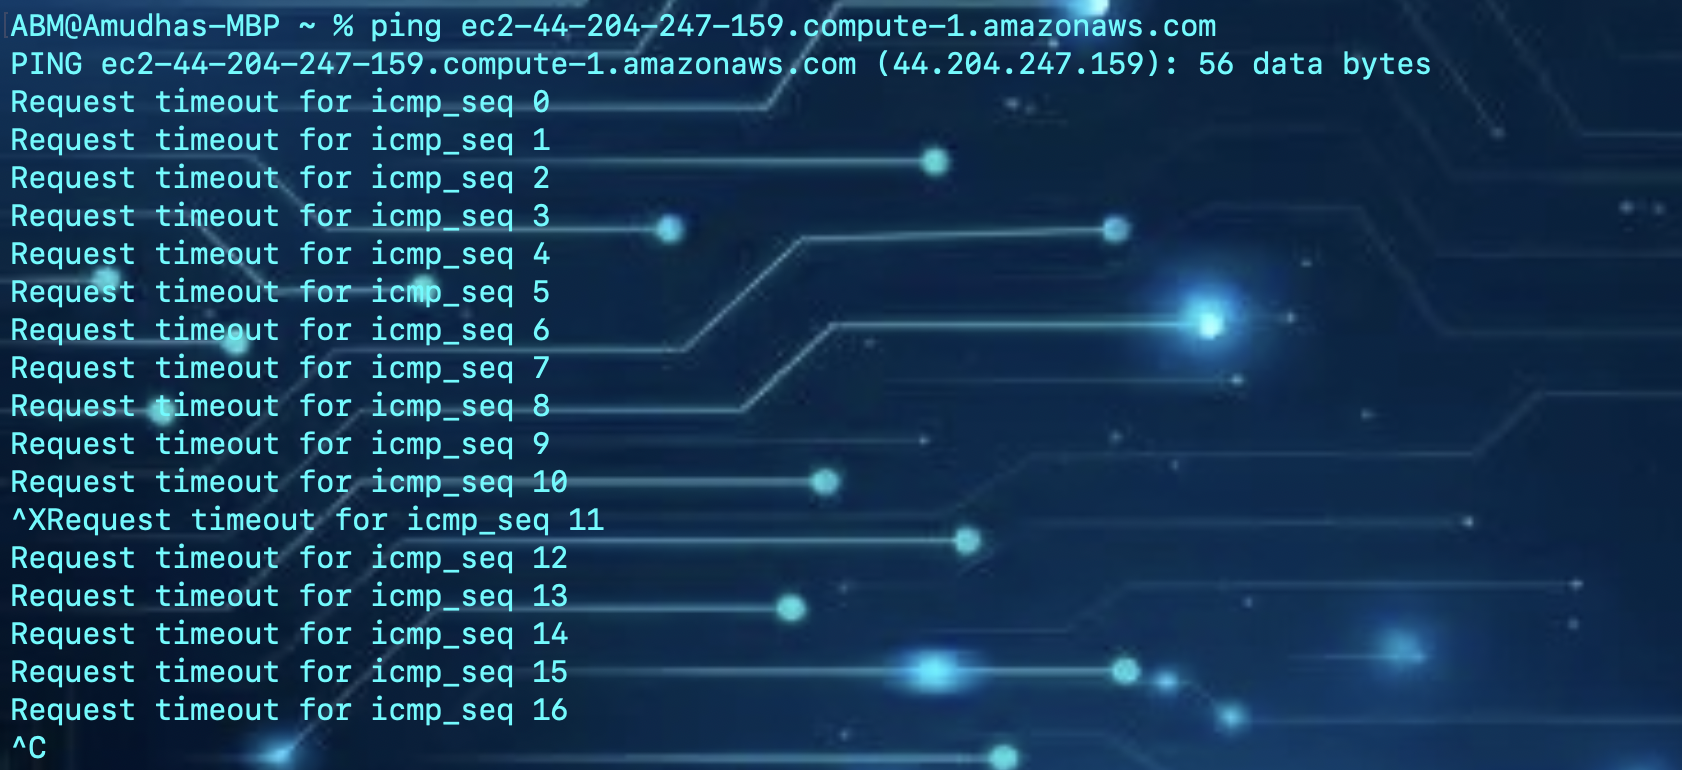 ABM@Amudhas-MBP ~ % ping ec2-44-204-247-159.compute-1.amazonaws.com
PING ec2-44-204-247-159.compute-1.amazonaws.com (44.204.247.159): 56 data bytes
Request timeout for icmp_seq 0
Request timeout for icmp_seq 1
Request timeout for icmp_seq 2
Request timeout for icmp_seq 3
Request timeout for icmp_seq 4
Request timeout for icmp_seq 5
Request timeout for icmp_seq 6
Request timeout for icmp_seq 7
Request timeout for icmp_seq 8
Request timeout for icmp_seq 9
Request timeout for icmp_seq 10
^XRequest timeout for icmp_seq 11
Request timeout for icmp_seq 12
Request timeout for icmp_seq 13
Request timeout for icmp_seq 14
Request timeout for icmp_seq 15
Request timeout for icmp_seq 16
^C